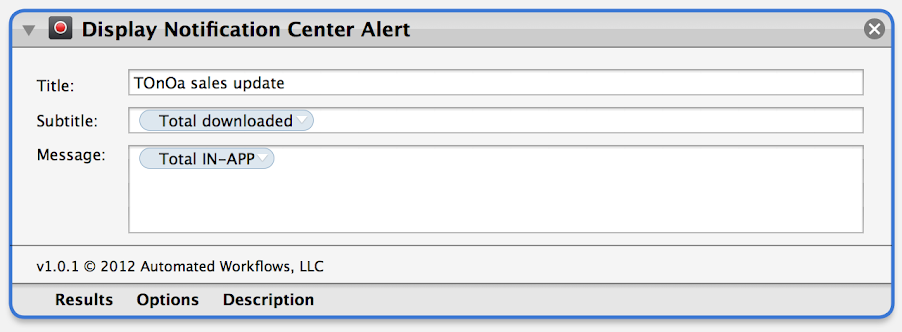 Display Notification Center Alert
Title: TOnOa sales update
Subtitle: Total downloaded
Message: Total IN-APP
v1.0.1 © 2012 Automated Workflows, LLC
Results Options Description